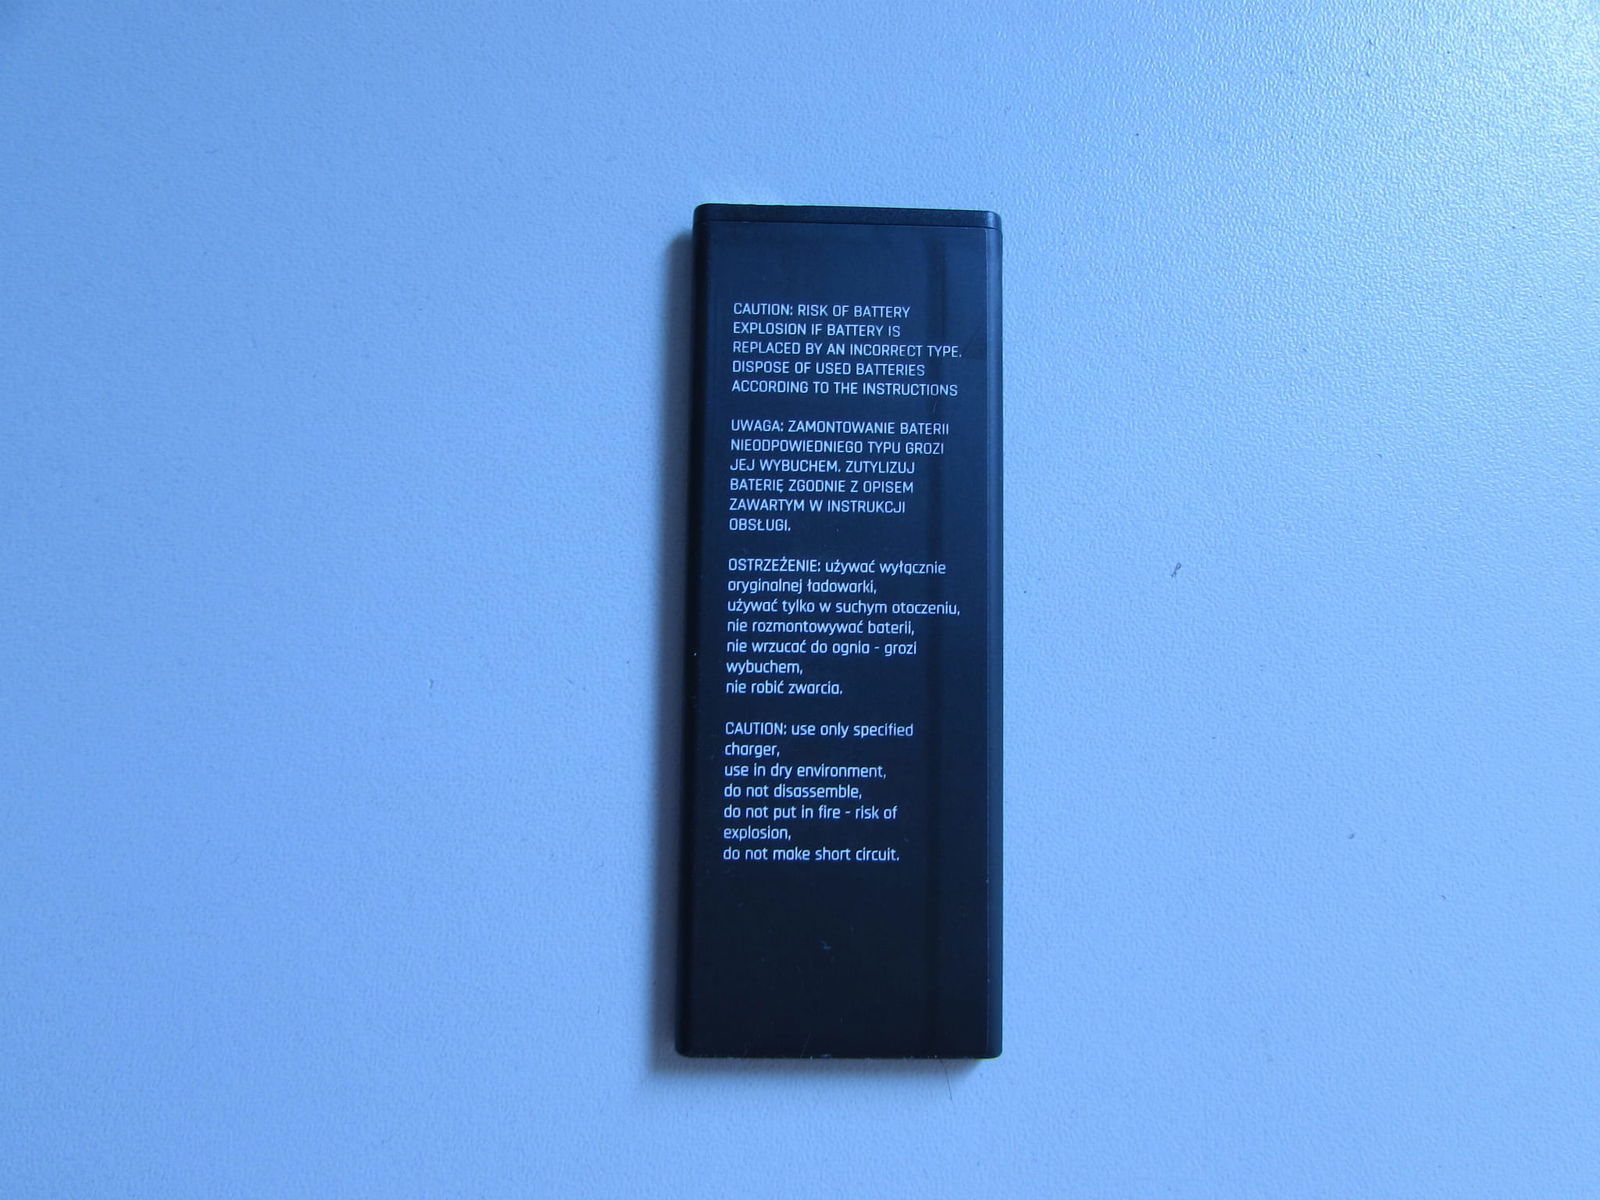 CAUTION: RISK OF BATTERY
EXPLOSION IF BATTERY IS
REPLACED BY AN INCORRECT TYPE.
DISPOSE OF USED BATTERIES
ACCORDING TO THE INSTRUCTIONS
UWAGA: ZAMONTOWANIE BATERII
NIEODPOWIEDNIEGO TYPU GROZI
JEJ WYBUCHEM. ZUTYLIZUJ
BATERIĘ ZGODNIE Z OPISEM
ZAWARTYM W INSTRUKCJI
OBSŁUGI.
OSTRZEŻENIE: używać wyłącznie
oryginalnej ładowarki,
używać tylko w suchym otoczeniu,
nie rozmontowywać baterii,
nie wrzucać do ognia - grozi
wybuchem,
nie robić zwarcia.
CAUTION: use only specified
charger,
use in dry environment,
do not disassemble,
do not put in fire - risk of
explosion,
do not make short circuit.